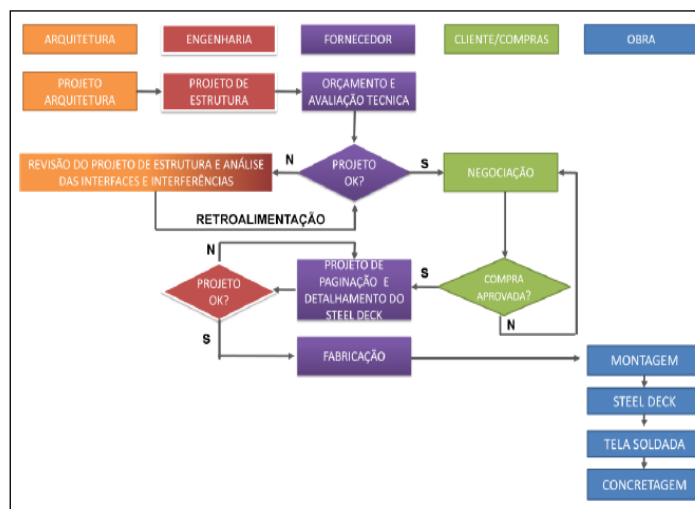 ARQUITETURA
ENGENHARIA
FORNECEDOR
CLIENTE/COMPRAS
OBRA
PROJETO
ARQUITETURA
PROJETO DE
ESTRUTURA
ORÇAMENTO E
AVALIAÇÃO TECNICA
REVISÃO DO PROJETO DE ESTRUTURA E ANÁLISE
DAS INTERFACES E INTERFERÊNCIAS
N
PROJETO
OK?
S
NEGOCIAÇÃO
RETROALIMENTAÇÃO
N
PROJETO
OK?
PROJETO DE
PAGINAÇÃO E
DETALHAMENTO DO
STEEL DECK
S
COMPRA
APROVADA?
N
S
FABRICAÇÃO
MONTAGEM
STEEL DECK
TELA SOLDADA
CONCRETAGEM